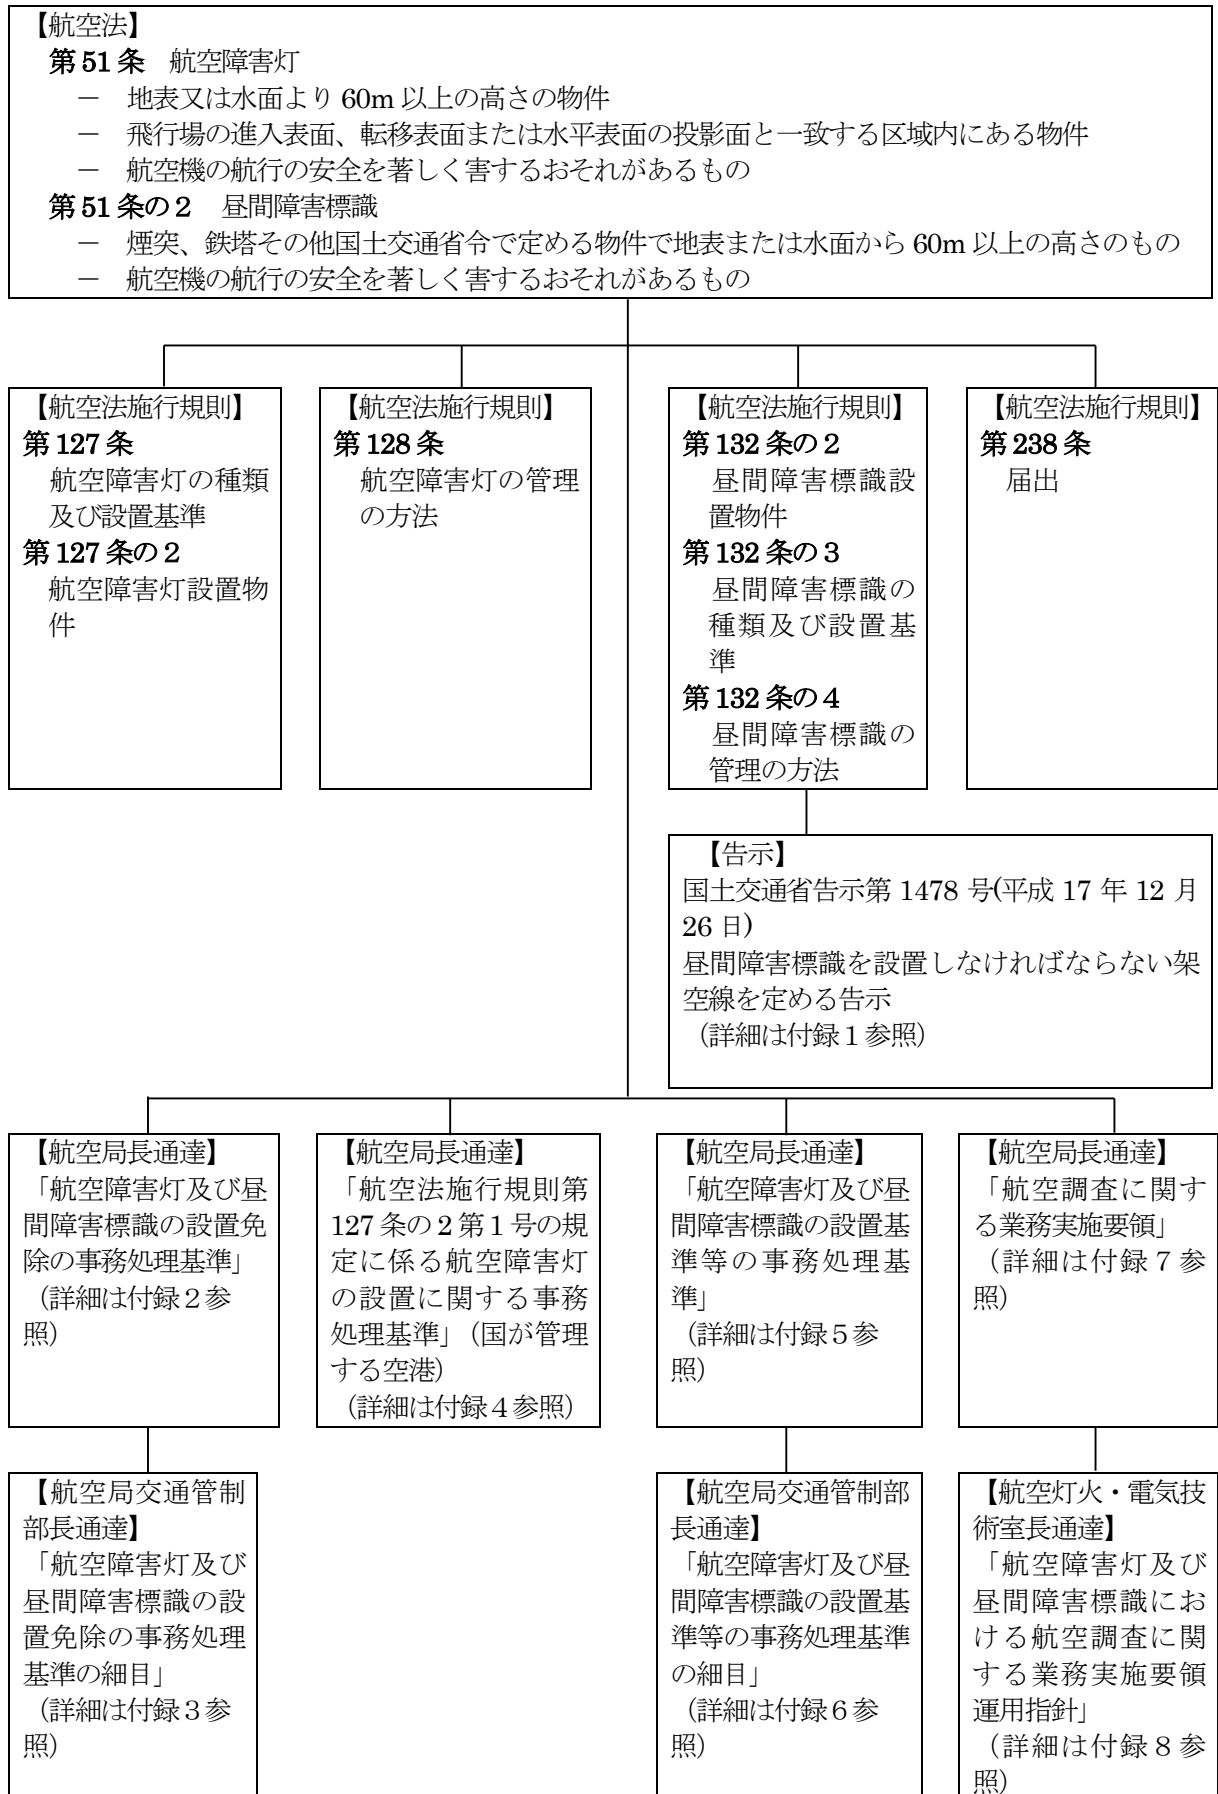 【航空法】
第51条　航空障害灯
－　地表又は水面より 60m 以上の高さの物件
－　飛行場の進入表面、転移表面または水平表面の投影面と一致する区域内にある物件
－　航空機の航行の安全を著しく害するおそれがあるもの
第51条の２　昼間障害標識
－　煙突、鉄塔その他国土交通省令で定める物件で地表または水面から 60m 以上の高さのもの
－　航空機の航行の安全を著しく害するおそれがあるもの
【航空法施行規則】
第127条
航空障害灯の種類
及び設置基準
第127条の２
航空障害灯設置物
件
【航空法施行規則】
第128条
航空障害灯の管理
の方法
【航空法施行規則】
第132条の２
昼間障害標識設
置物件
第132条の３
昼間障害標識の
種類及び設置基
準
第132条の４
昼間障害標識の
管理の方法
【航空法施行規則】
第238条
届出
【告示】
国土交通省告示第 1478 号(平成 17 年 12 月
26 日)
昼間障害標識を設置しなければならない架
空線を定める告示
（詳細は付録１参照）
【航空局長通達】
「航空障害灯及び昼
間障害標識の設置免
除の事務処理基準」
（詳細は付録２参
照）
【航空局長通達】
「航空法施行規則第
127条の２第１号の規
定に係る航空障害灯
の設置に関する事務
処理基準」（国が管理
する空港）
（詳細は付録４参照）
【航空局長通達】
「航空障害灯及び昼
間障害標識の設置基
準等の事務処理基
準」
（詳細は付録５参
照）
【航空局長通達】
「航空調査に関す
る業務実施要領」
（詳細は付録７参
照）
【航空局交通管制
部長通達】
「航空障害灯及び
昼間障害標識の設
置免除の事務処理
基準の細目」
（詳細は付録３参
照）
【航空局交通管制部
長通達】
「航空障害灯及び昼
間障害標識の設置基
準等の事務処理基準
の細目」
（詳細は付録６参
照）
【航空灯火・電気技
術室長通達】
「航空障害灯及び
昼間障害標識にお
ける航空調査に関
する業務実施要領
運用指針」
（詳細は付録８参
照）